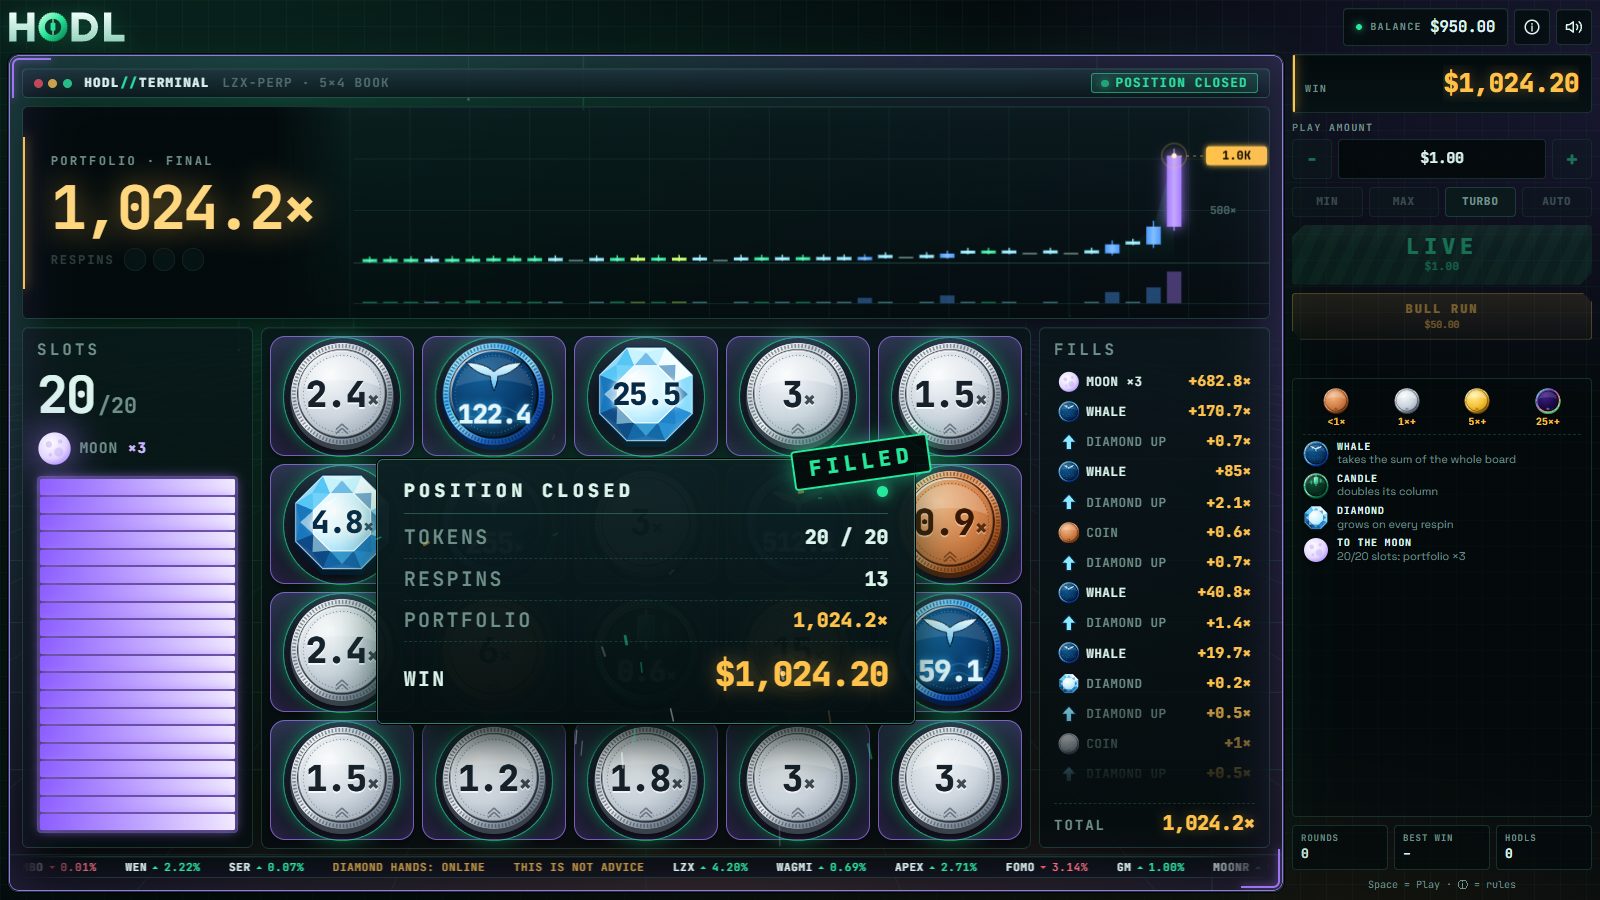 HODL
BALANCE $950.00
HODL//TERMINAL LZX-PERP · 5×4 BOOK
POSITION CLOSED
WIN $1,024.20
PORTFOLIO · FINAL
1,024.2×
RESPINS
1.0K
500×
PLAY AMOUNT
- $1.00 +
MIN MAX TURBO AUTO
LIVE
$1.00
BULL RUN
$50.00
SLOTS
20/20
MOON ×3
2.4× 122.4 25.5 3× 1.5×
4.8× 0.9×
2.4× 59.1
1.5× 1.2× 1.8× 3× 3×
FILLED
POSITION CLOSED
TOKENS 20 / 20
RESPINS 13
PORTFOLIO 1,024.2×
WIN $1,024.20
FILLS
MOON ×3 +682.8×
WHALE +170.7×
DIAMOND UP +0.7×
WHALE +85×
DIAMOND UP +2.1×
COIN +0.6×
DIAMOND UP +0.7×
WHALE +40.8×
DIAMOND UP +1.4×
WHALE +19.7×
DIAMOND +0.2×
DIAMOND UP +0.5×
COIN +1×
DIAMOND UP +0.5×
TOTAL 1,024.2×
<1× 1×+ 5×+ 25×+
WHALE
takes the sum of the whole board
CANDLE
doubles its column
DIAMOND
grows on every respin
TO THE MOON
20/20 slots: portfolio ×3
ROUNDS
0
BEST WIN
–
HODLS
0
Space = Play · ⓘ = rules
0.01% WEN 2.22% SER 0.07% DIAMOND HANDS: ONLINE THIS IS NOT ADVICE LZX 4.20% WAGMI 0.69% APEX 2.71% FOMO 3.14% GM 1.00% MOONR